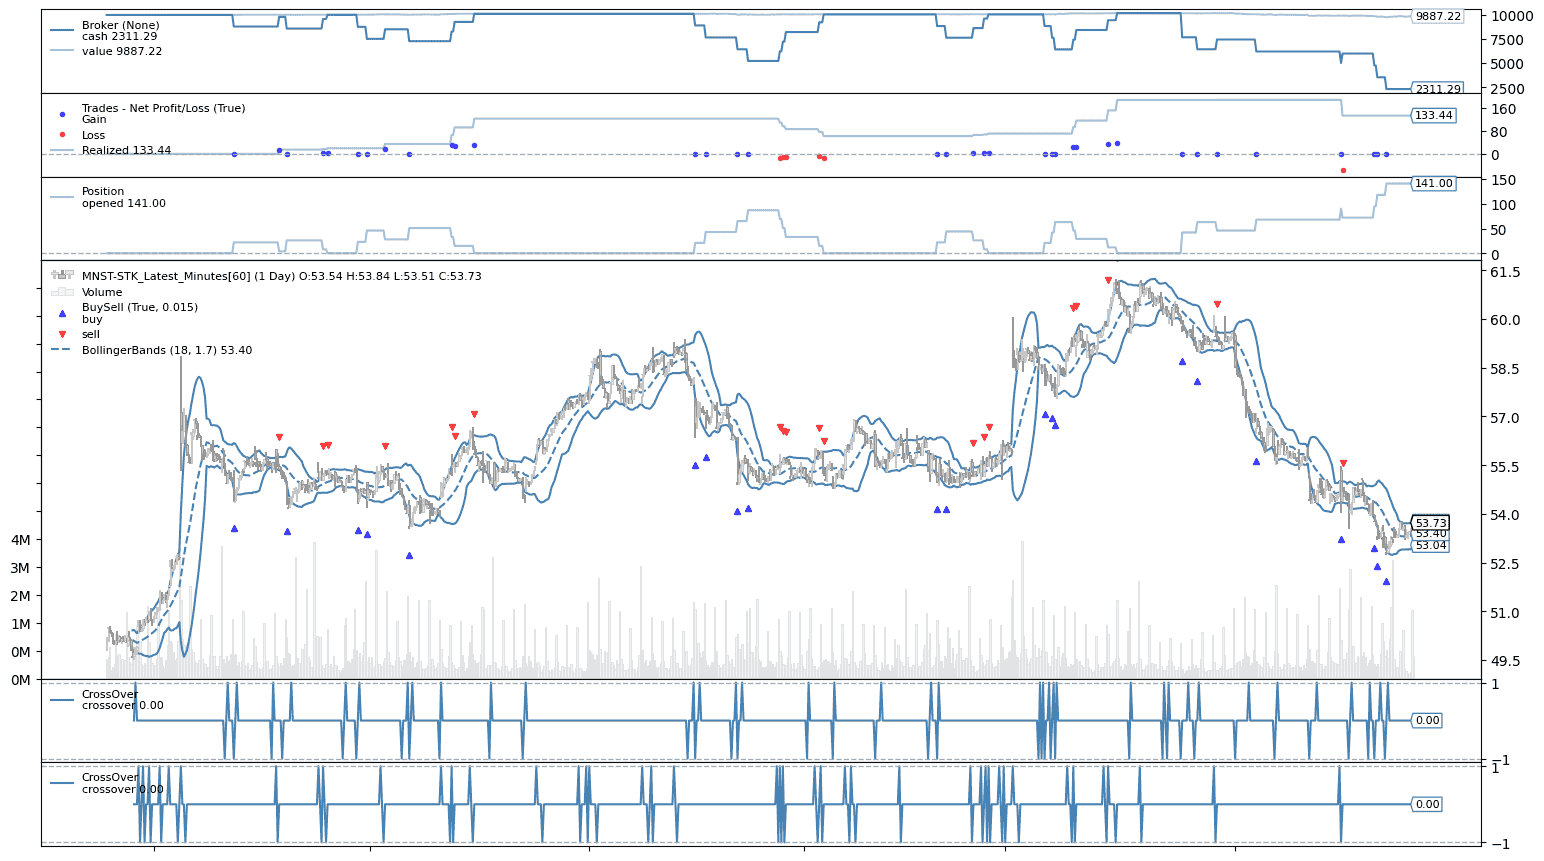 Broker (None)
cash 2311.29
value 9887.22
9887.22
10000
7500
5000
2500
2311.29
Trades - Net Profit/Loss (True)
Gain
Loss
Realized 133.44
160
133.44
80
0
Position
opened 141.00
150
141.00
100
50
0
MNST-STK_Latest_Minutes[60] (1 Day) O:53.54 H:53.84 L:53.51 C:53.73
Volume
BuySell (True, 0.015)
buy
sell
BollingerBands (18, 1.7) 53.40
61.5
60.0
58.5
57.0
55.5
54.0
53.73
53.40
53.04
52.5
51.0
49.5
4M
3M
2M
1M
0M
0M
CrossOver
crossover 0.00
1
0.00
−1
CrossOver
crossover 0.00
1
0.00
−1